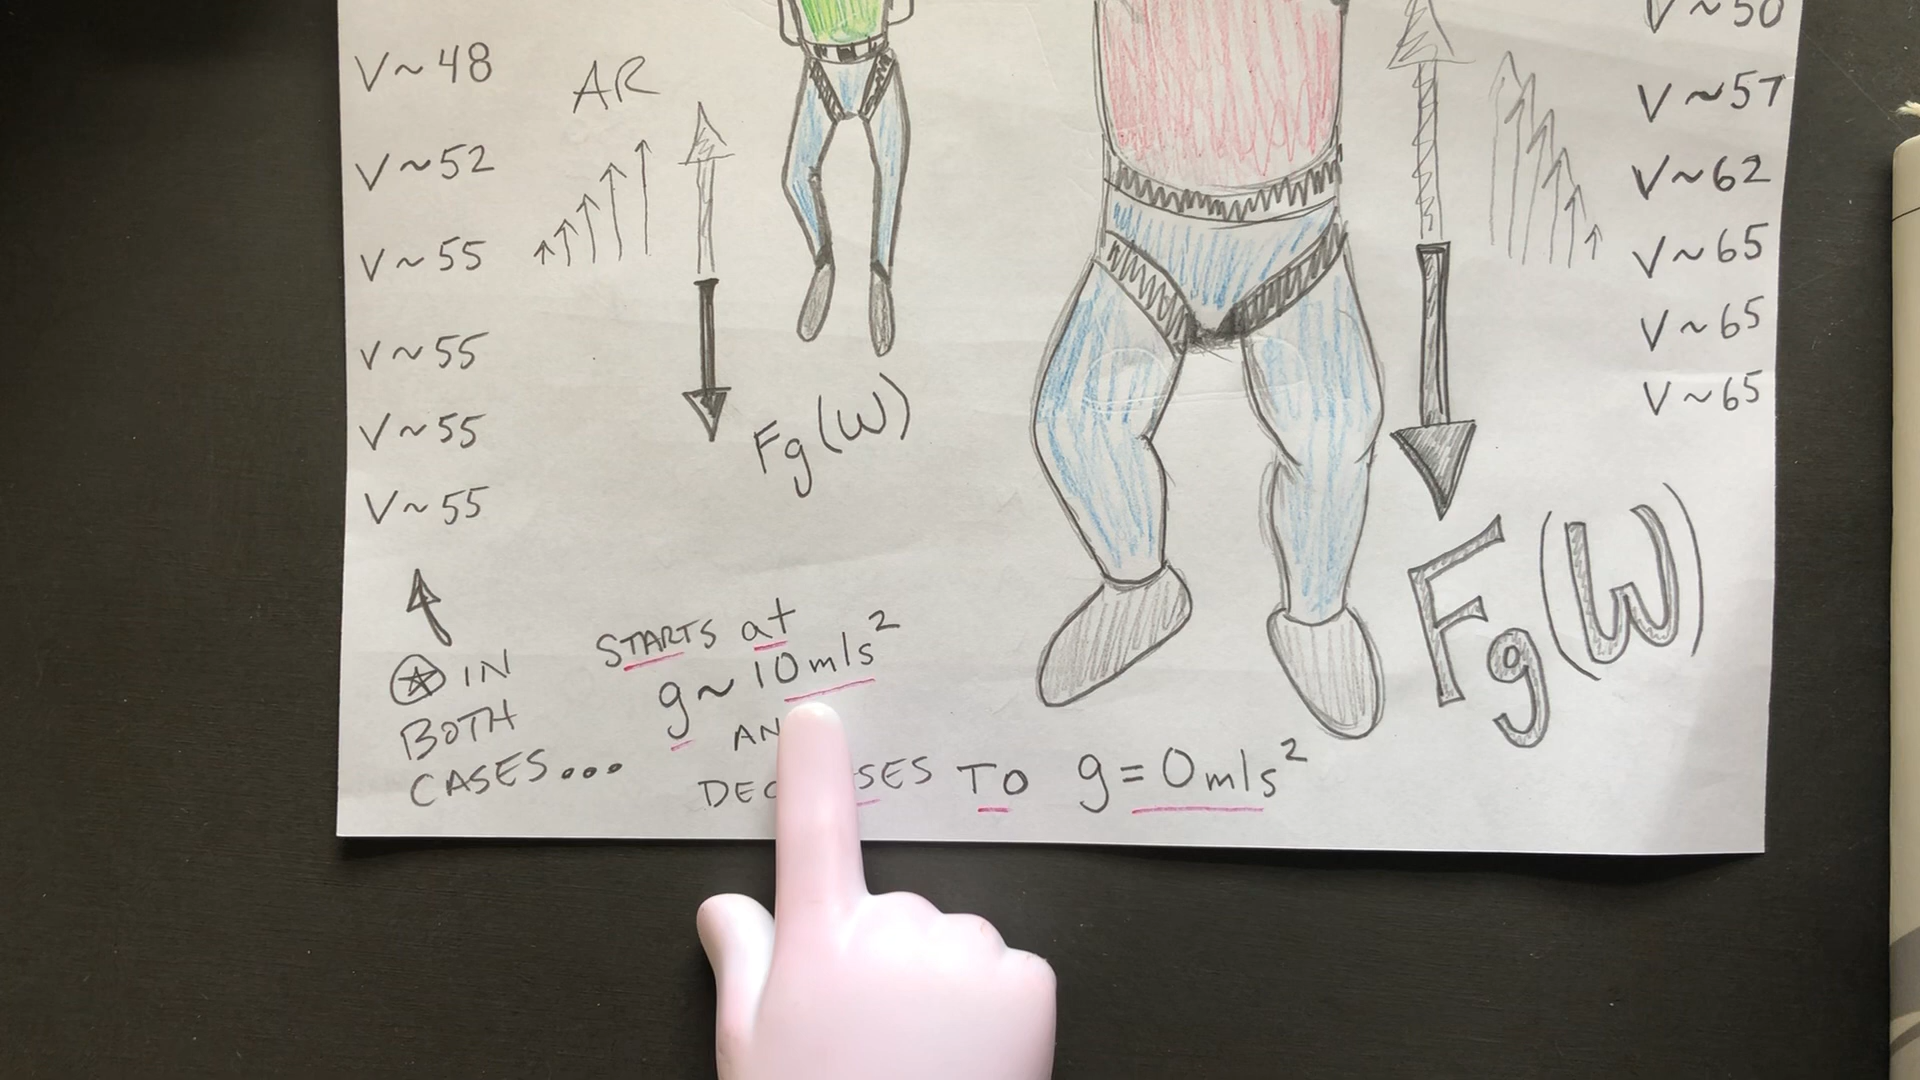 V~48
V~52
V~55
V~55
V~55
V~55
AR
Fg(W)
V~50
V~57
V~62
V~65
V~65
V~65
Fg(W)
IN
BOTH
CASES...
STARTS at
g~10m/s²
TO g=0m/s²